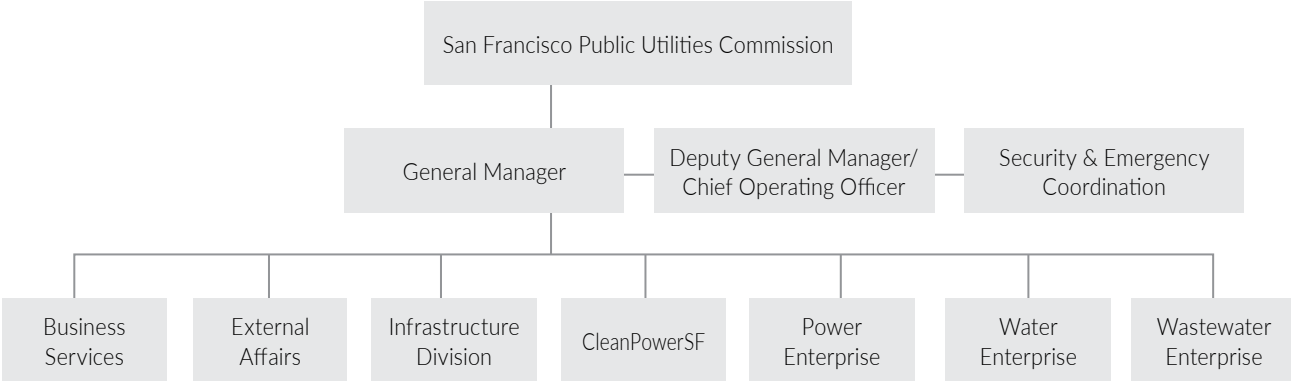 San Francisco Public Utilities Commission
General Manager
Deputy General Manager/
Chief Operating Officer
Security & Emergency
Coordination
Business
Services
External
Affairs
Infrastructure
Division
CleanPowerSF
Power
Enterprise
Water
Enterprise
Wastewater
Enterprise